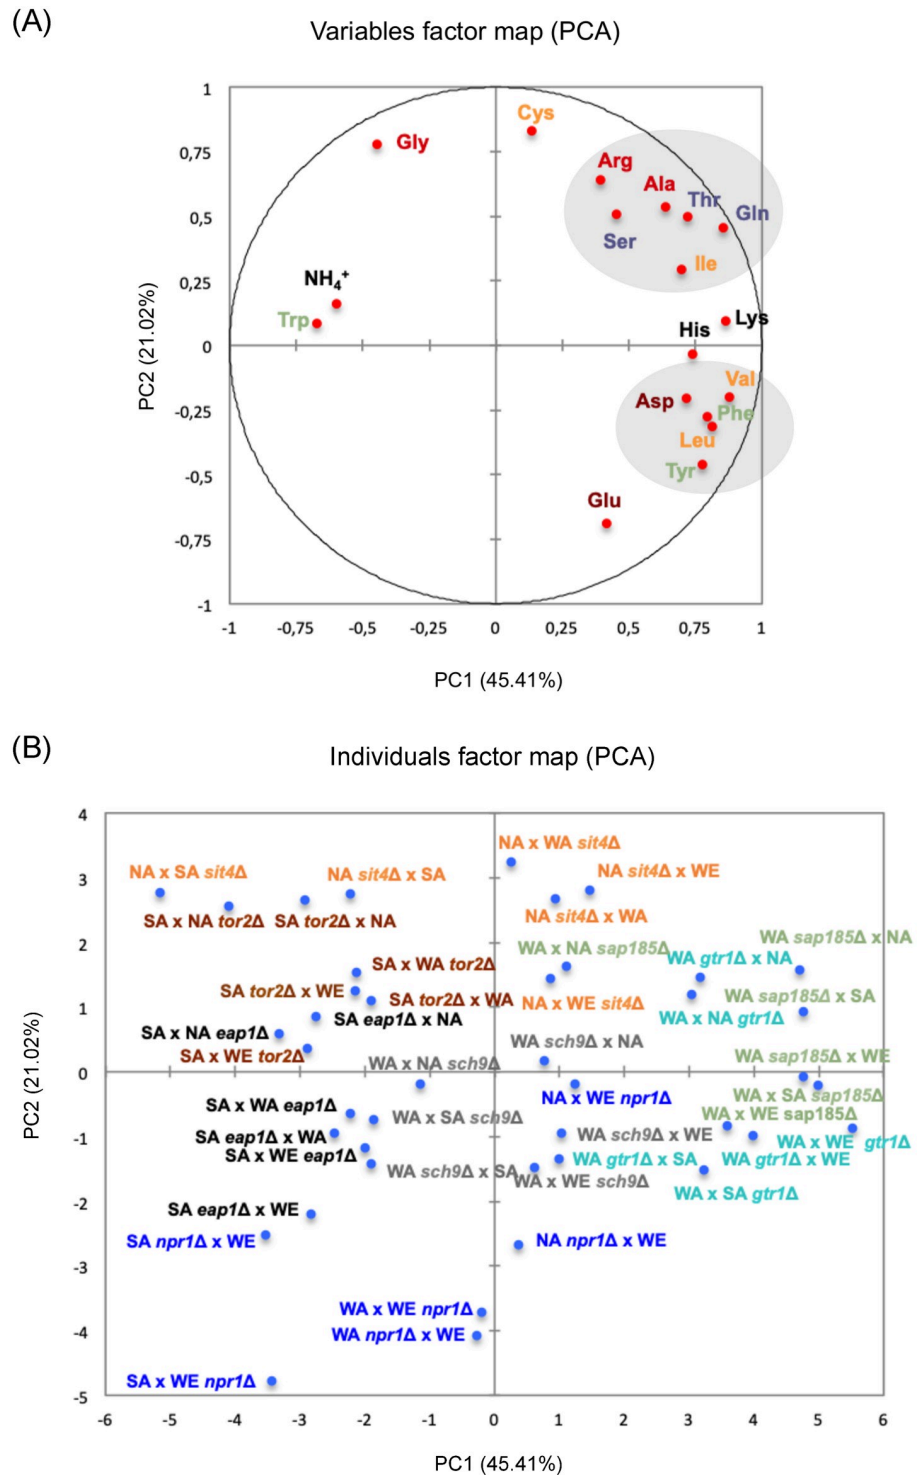 (A)
Variables factor map (PCA)
1
Cys
0,75
Gly
Arg
Ala
Thr
Gln
0,5
Ser
Ile
NH₄⁺
0,25
Trp
Lys
His
0
Val
Asp
Phe
-0,25
Leu
Tyr
-0,5
Glu
-0,75
-1
PC2 (21.02%)
-1 -0,75 -0,5 -0,25 0 0,25 0,5 0,75 1
PC1 (45.41%)
(B)
Individuals factor map (PCA)
4
NA x WA sit4Δ
NA x SA sit4Δ
NA sit4Δ x SA
NA sit4Δ x WE
3
SA x NA tor2Δ
SA tor2Δ x NA
NA sit4Δ x WA
2
WA x NA sap185Δ
WA sap185Δ x NA
SA x WA tor2Δ
WA gtr1Δ x NA
SA tor2Δ x WE
SA tor2Δ x WA
NA x WE sit4Δ
WA sap185Δ x SA
1
SA eap1Δ x NA
WA x NA gtr1Δ
SA x NA eap1Δ
WA sch9Δ x NA
SA x WE tor2Δ
WA x NA sch9Δ
WA sap185Δ x WE
0
SA x WA eap1Δ
NA x WE npr1Δ
WA x SA sap185Δ
WA x SA sch9Δ
WA x WE sap185Δ
-1
SA eap1Δ x WA
WA sch9Δ x WE
WA x WE gtr1Δ
SA x WE eap1Δ
WA gtr1Δ x SA
WA gtr1Δ x WE
WA sch9Δ x SA
WA x WE sch9Δ
WA x SA gtr1Δ
-2
SA eap1Δ x WE
SA npr1Δ x WE
NA npr1Δ x WE
-3
WA x WE npr1Δ
-4
WA npr1Δ x WE
SA x WE npr1Δ
-5
PC2 (21.02%)
-6 -5 -4 -3 -2 -1 0 1 2 3 4 5 6
PC1 (45.41%)